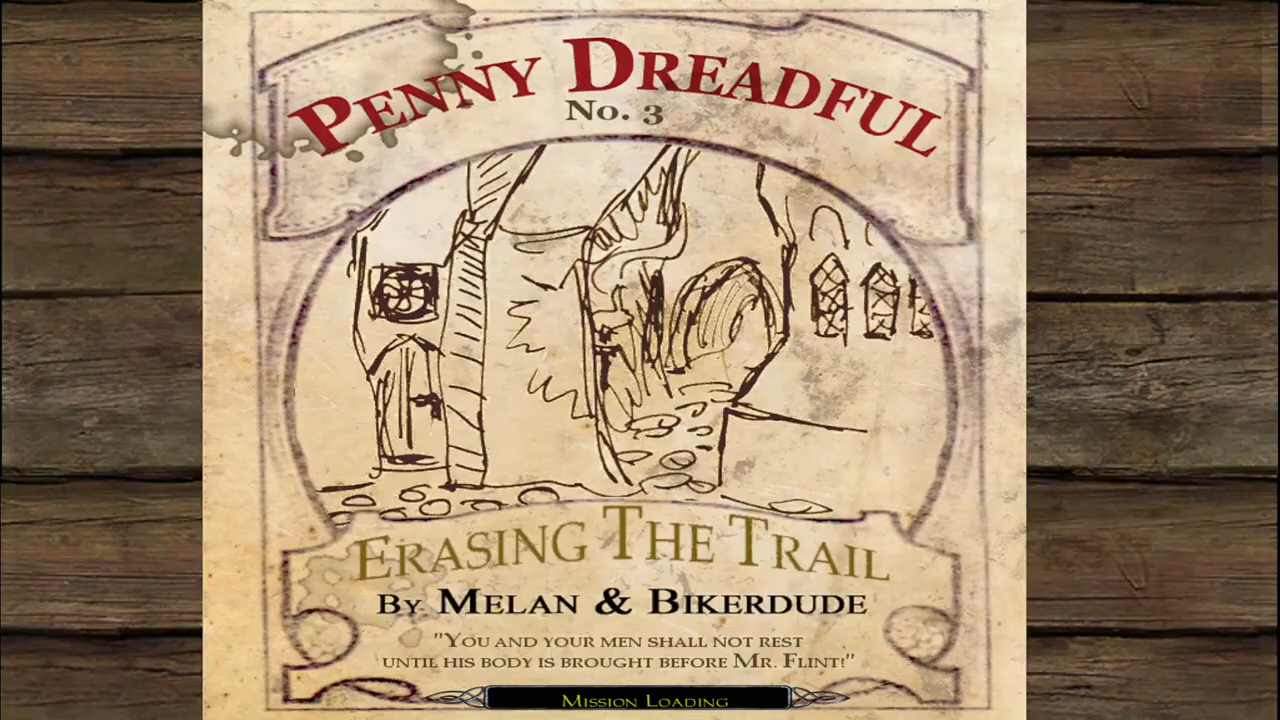 PENNY DREADFUL
No. 3
ERASING THE TRAIL
BY MELAN & BIKERDUDE
"YOU AND YOUR MEN SHALL NOT REST
UNTIL HIS BODY IS BROUGHT BEFORE MR. FLINT!"
MISSION LOADING